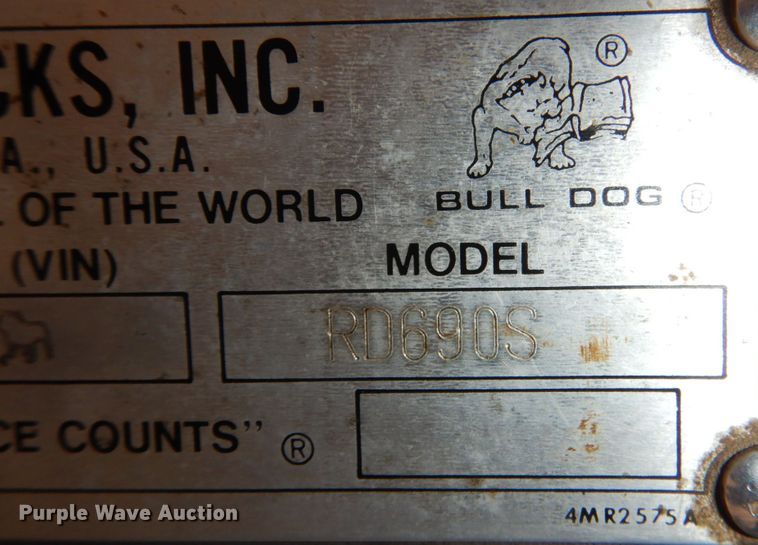 CKS, INC.
A., U.S.A.
®
L OF THE WORLD
BULL DOG ®
(VIN)
MODEL
RD690S
CE COUNTS" ®
Purple Wave Auction
4MR2575A